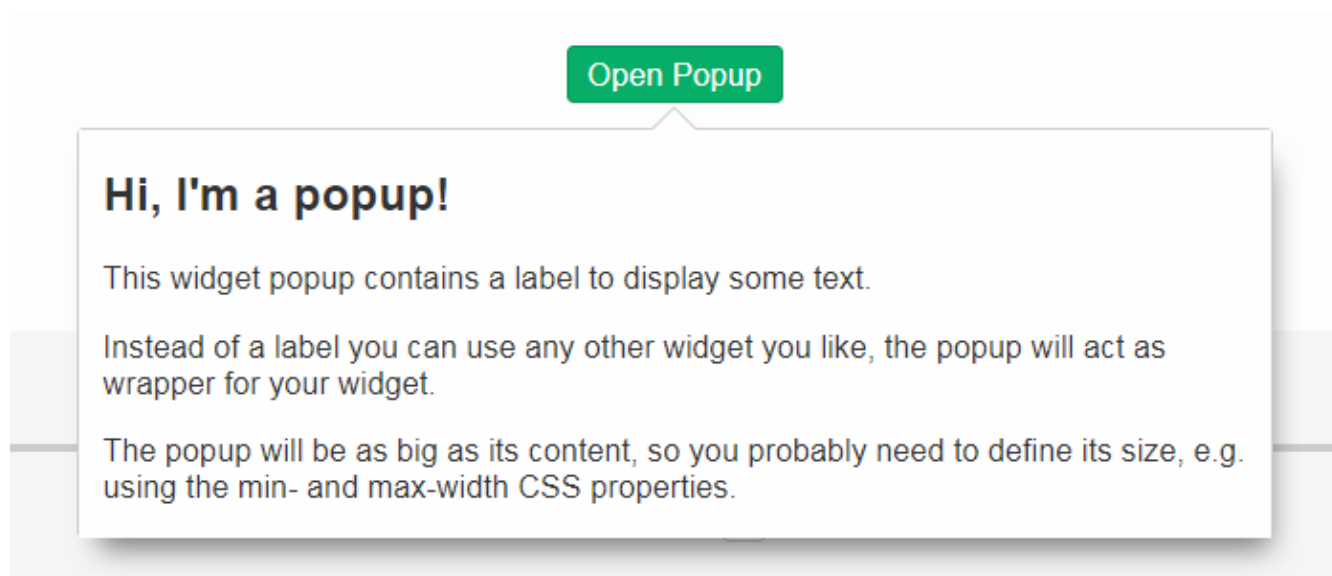 Open Popup
Hi, I'm a popup!
This widget popup contains a label to display some text.
Instead of a label you can use any other widget you like, the popup will act as
wrapper for your widget.
The popup will be as big as its content, so you probably need to define its size, e.g.
using the min- and max-width CSS properties.